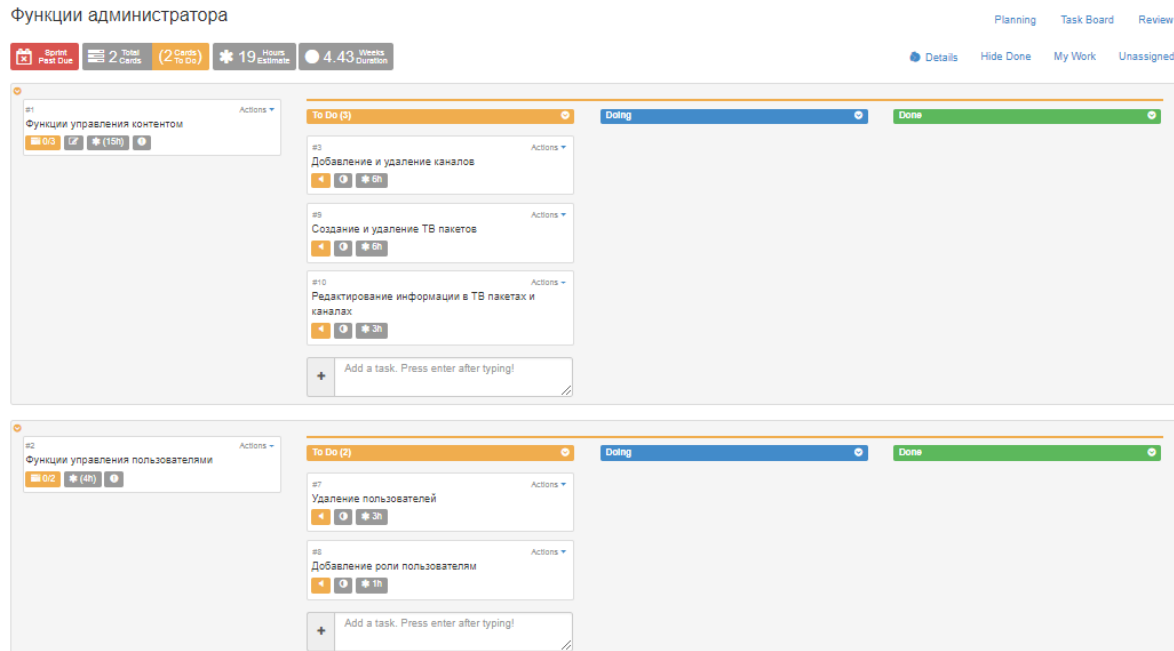 Функции администратора
Planning Task Board Review
Sprint Past Due 2 Total Cards (2 Cards To Do) 19 Hours Estimate 4.43 Weeks Duration
Details Hide Done My Work Unassigned
#1 Actions
Функции управления контентом
0/3 (15h)
To Do (3) Doing Done
#3 Actions
Добавление и удаление каналов
6h
#9 Actions
Создание и удаление ТВ пакетов
6h
#10 Actions
Редактирование информации в ТВ пакетах и
каналах
3h
+ Add a task. Press enter after typing!
#2 Actions
Функции управления пользователями
0/2 (4h)
To Do (2) Doing Done
#7 Actions
Удаление пользователей
3h
#8 Actions
Добавление роли пользователям
1h
+ Add a task. Press enter after typing!